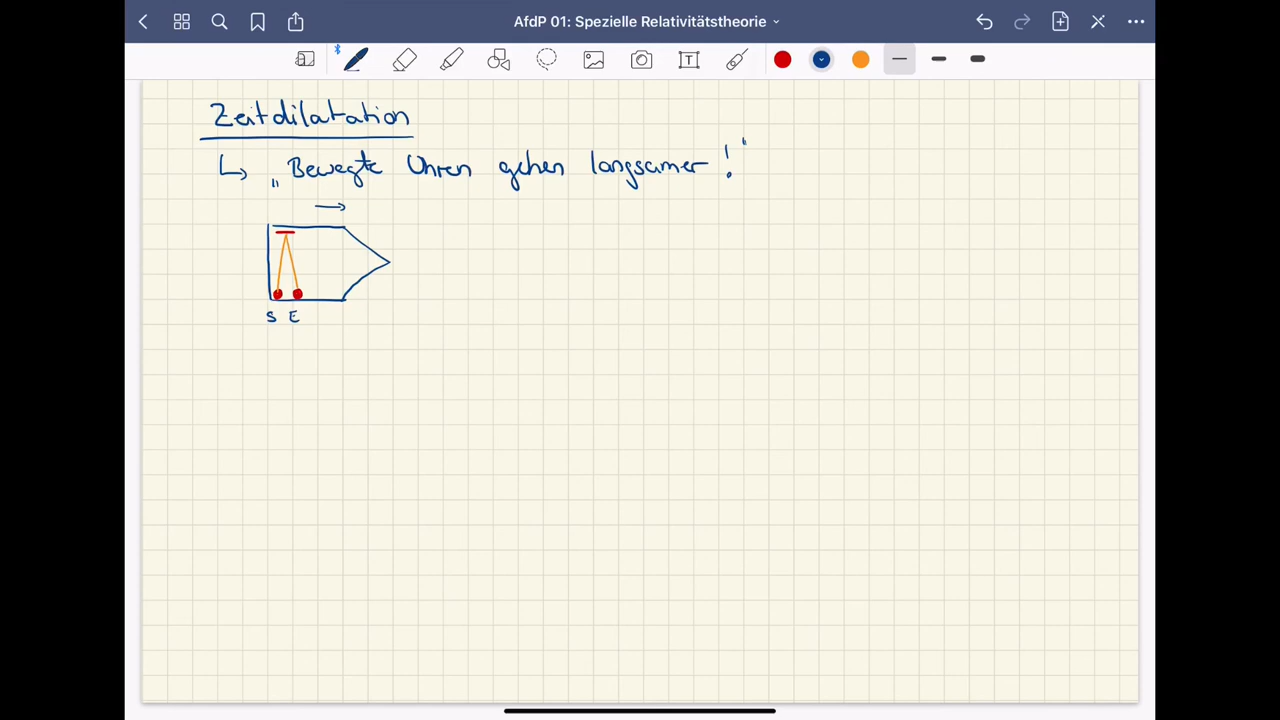 AfdP 01: Spezielle Relativitätstheorie
T
Zeitdilatation
„Bewegte Uhren gehen langsamer!"
S E